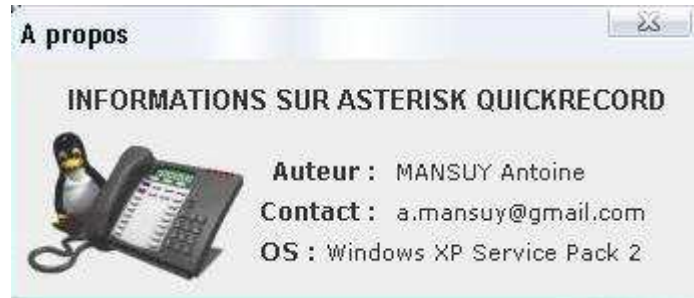 A propos
INFORMATIONS SUR ASTERISK QUICKRECORD
Auteur : MANSUY Antoine
Contact : a.mansuy@gmail.com
OS : Windows XP Service Pack 2